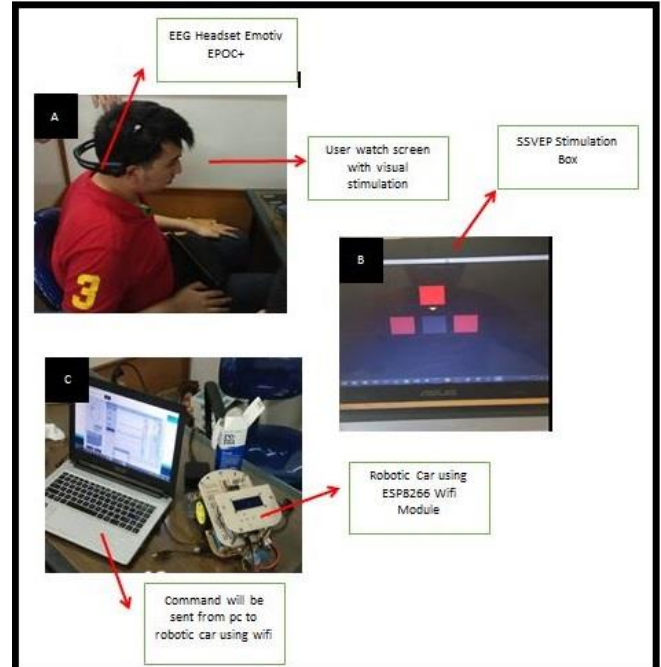 EEG Headset Emotiv
EPOC+
A
User watch screen
with visual
stimulation
SSVEP Stimulation
Box
3
B
ASUS
C
Robotic Car using
ESP8266 Wifi
Module
Command will be
sent from pc to
robotic car using wifi